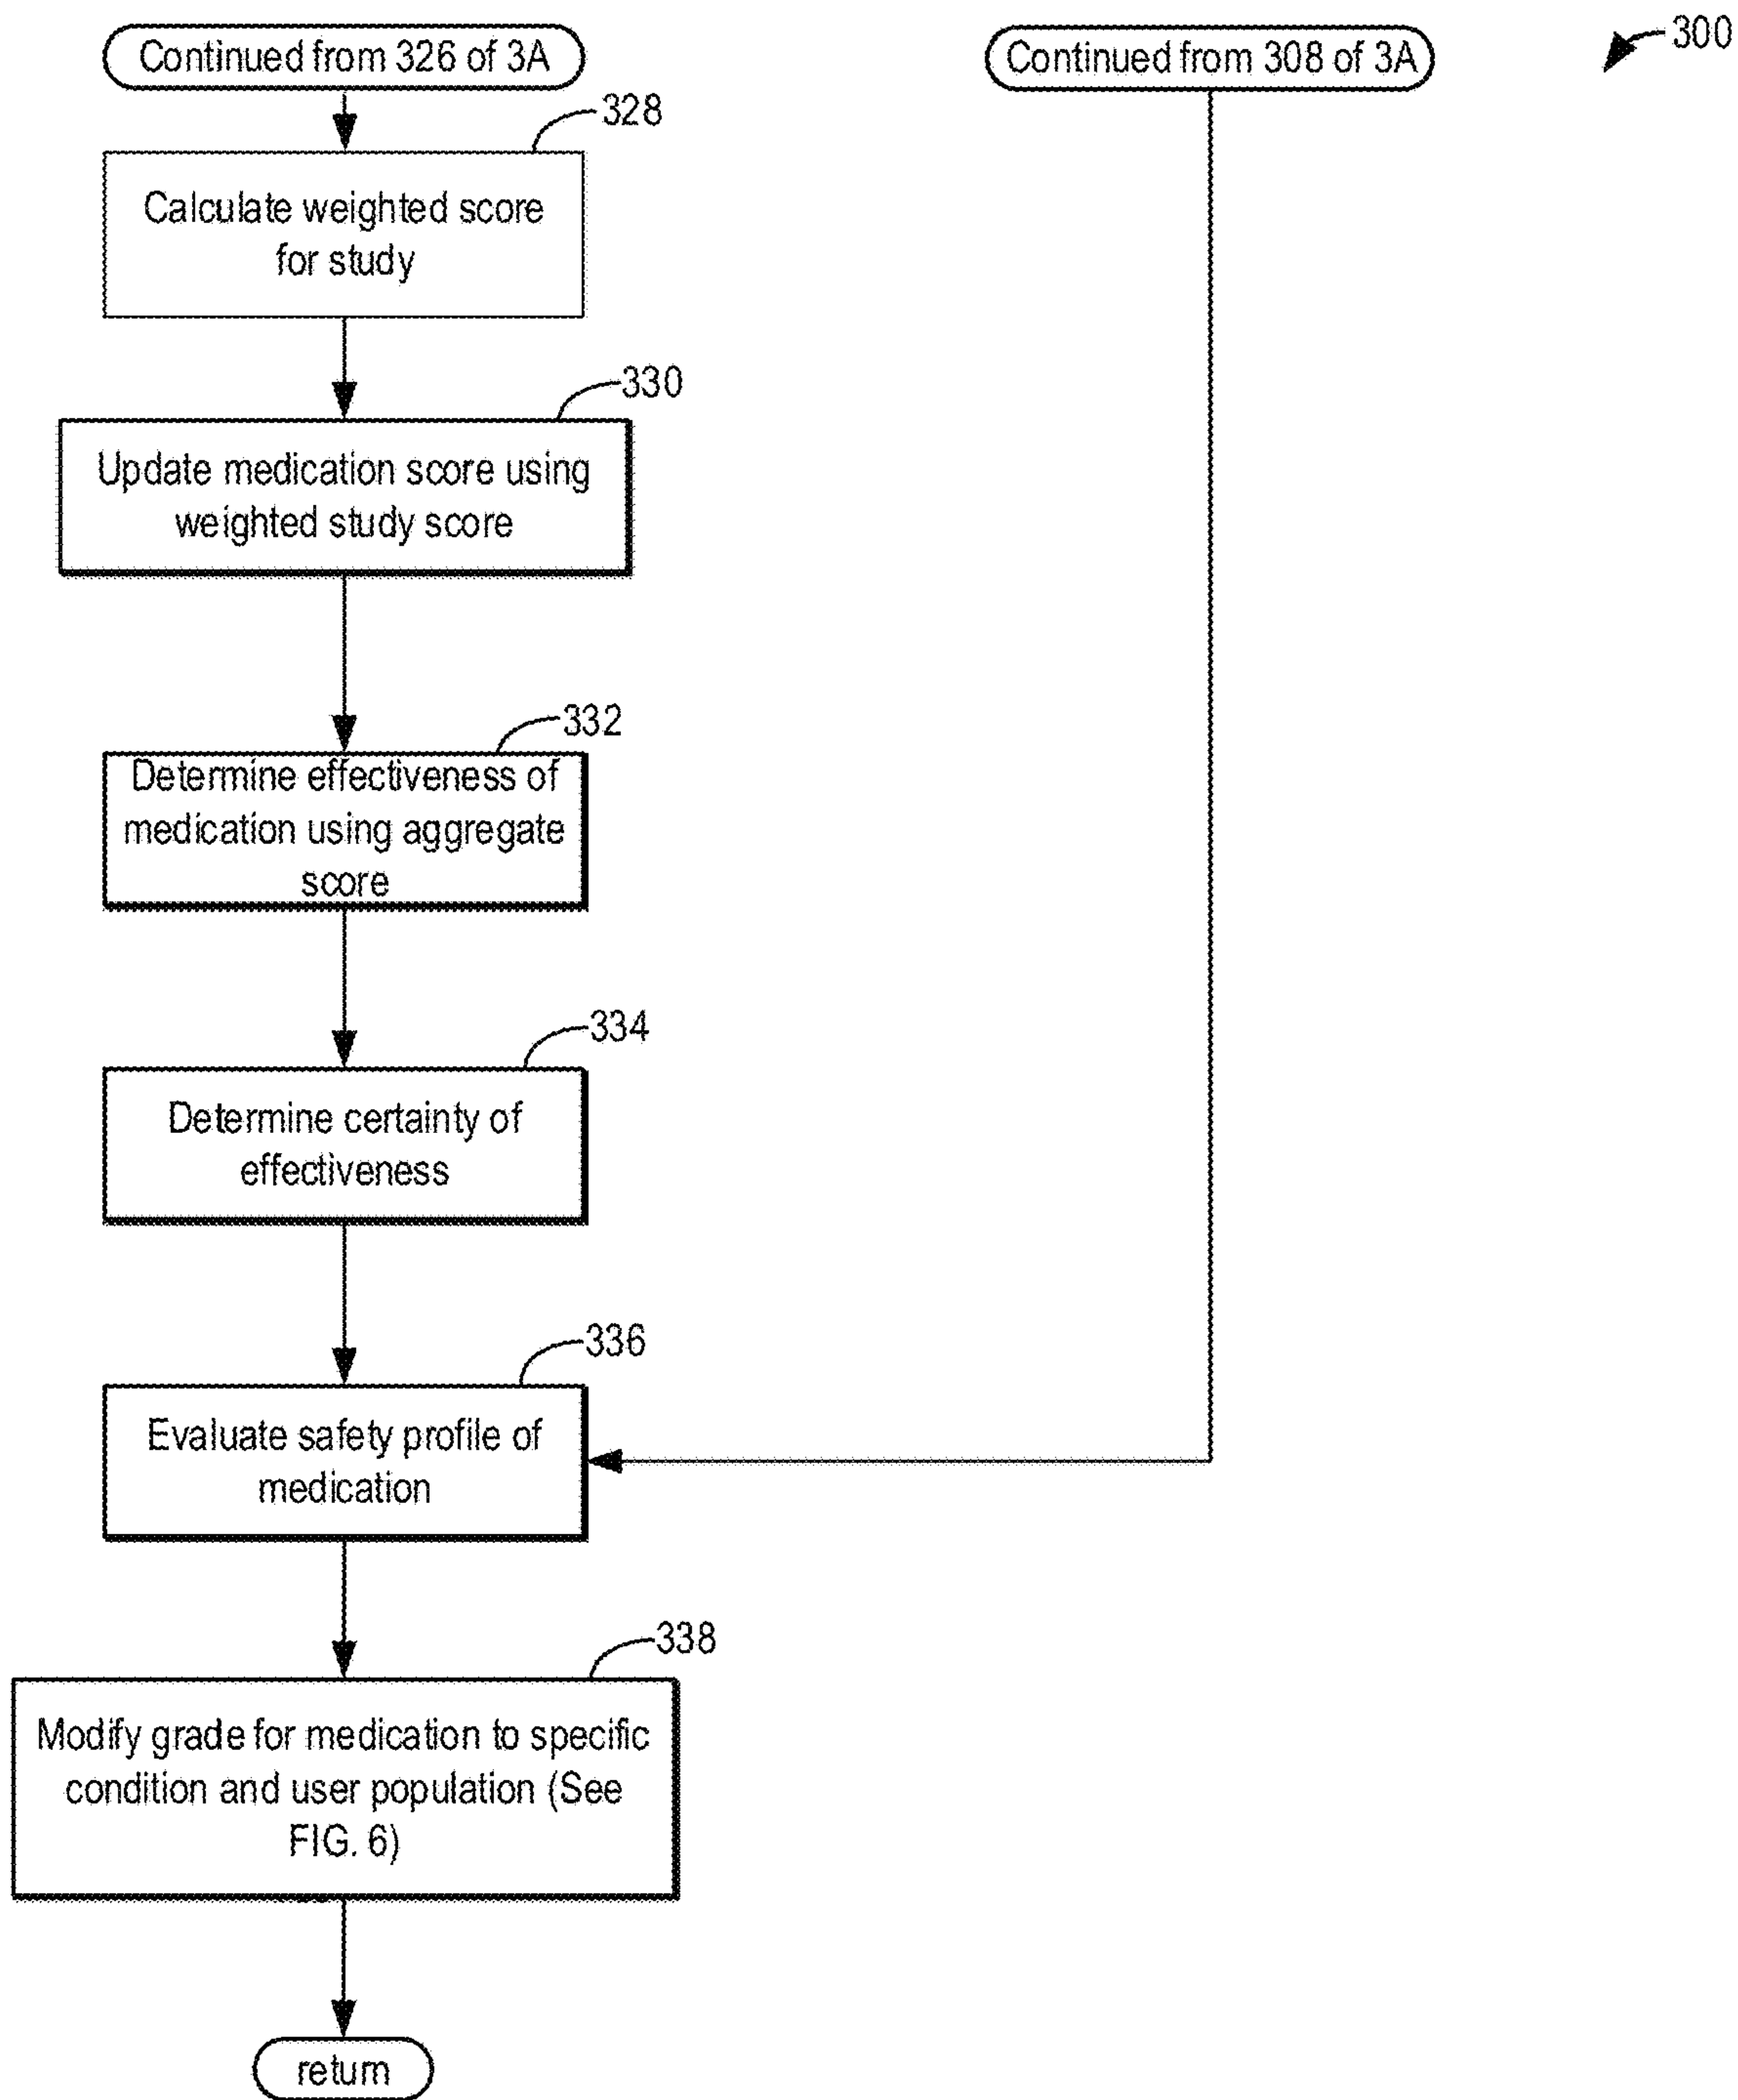 Continued from 326 of 3A
Continued from 308 of 3A
300
328
Calculate weighted score
for study
330
Update medication score using
weighted study score
332
Determine effectiveness of
medication using aggregate
score
334
Determine certainty of
effectiveness
336
Evaluate safety profile of
medication
338
Modify grade for medication to specific
condition and user population (See
FIG. 6)
return